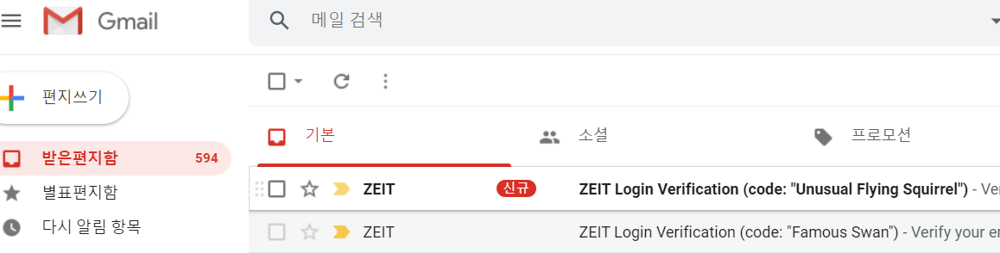 Gmail
메일 검색
편지쓰기
기본
소셜
프로모션
받은편지함 594
별표편지함
다시 알림 항목
ZEIT 신규 ZEIT Login Verification (code: "Unusual Flying Squirrel") - Ve
ZEIT ZEIT Login Verification (code: "Famous Swan") - Verify your e